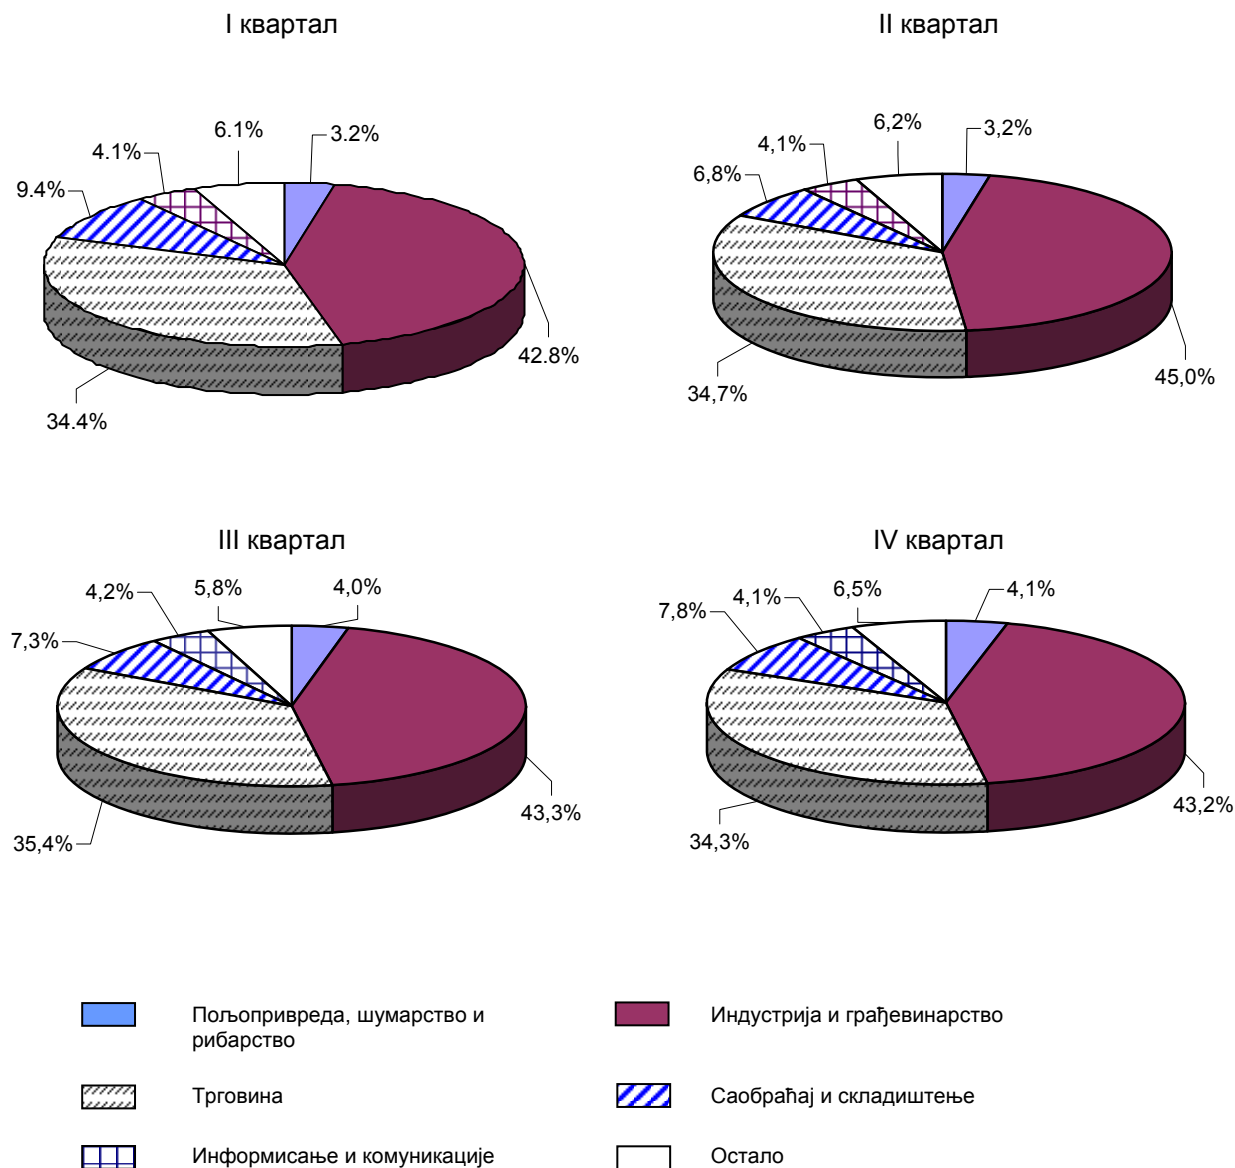 I квартал
II квартал
6.1%
3.2%
4.1%
9.4%
42.8%
34.4%
6,2%
3,2%
4,1%
6,8%
45,0%
34,7%
III квартал
IV квартал
4,2%
5,8%
4,0%
7,3%
43,3%
35,4%
7,8%
4,1%
6,5%
4,1%
43,2%
34,3%
Пољопривреда, шумарство и
рибарство
Индустрија и грађевинарство
Трговина
Саобраћај и складиштење
Информисање и комуникације
Остало